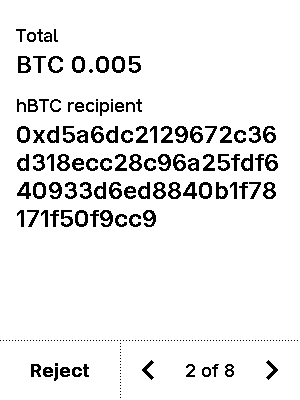 Total
BTC 0.005
hBTC recipient
0xd5a6dc2129672c36
d318ecc28c96a25fdf6
40933d6ed8840b1f78
171f50f9cc9
Reject
2 of 8